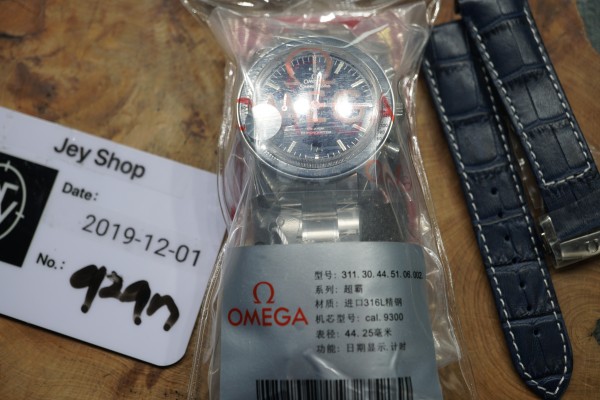 Jey Shop
Date:
2019-12-01
No.:
929n
Ω
OMEGA
型号: 311. 30. 44. 51. 06. 002
系列: 超霸
材质: 进口316L精钢
机芯型号: cal. 9300
表径: 44. 25毫米
功能: 日期显示. 计时